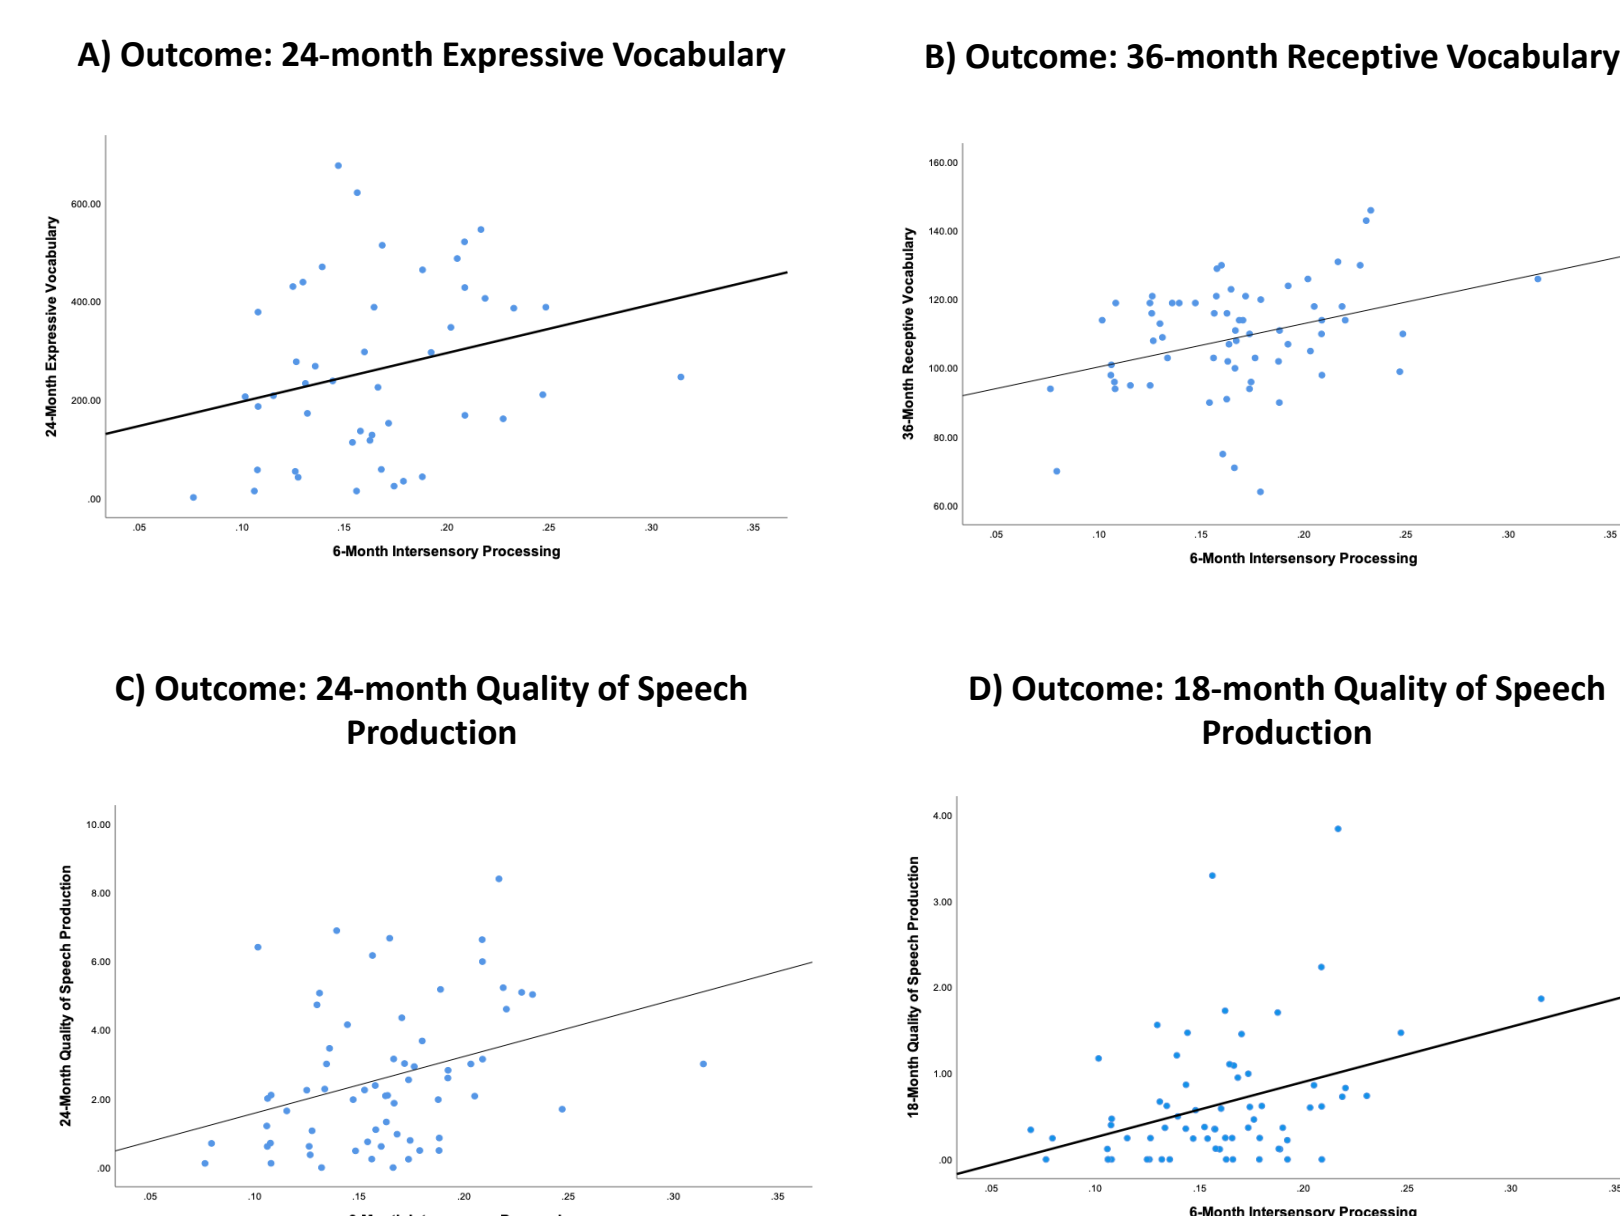 A) Outcome: 24-month Expressive Vocabulary
24-Month Expressive Vocabulary
600.00
400.00
200.00
.00
.05 .10 .15 .20 .25 .30 .35
6-Month Intersensory Processing
B) Outcome: 36-month Receptive Vocabulary
36-Month Receptive Vocabulary
160.00
140.00
120.00
100.00
80.00
60.00
.05 .10 .15 .20 .25 .30 .35
6-Month Intersensory Processing
C) Outcome: 24-month Quality of Speech
Production
24-Month Quality of Speech Production
10.00
8.00
6.00
4.00
2.00
.00
.05 .10 .15 .20 .25 .30 .35
D) Outcome: 18-month Quality of Speech
Production
18-Month Quality of Speech Production
4.00
3.00
2.00
1.00
.00
.05 .10 .15 .20 .25 .30 .35
6-Month Intersensory Processing